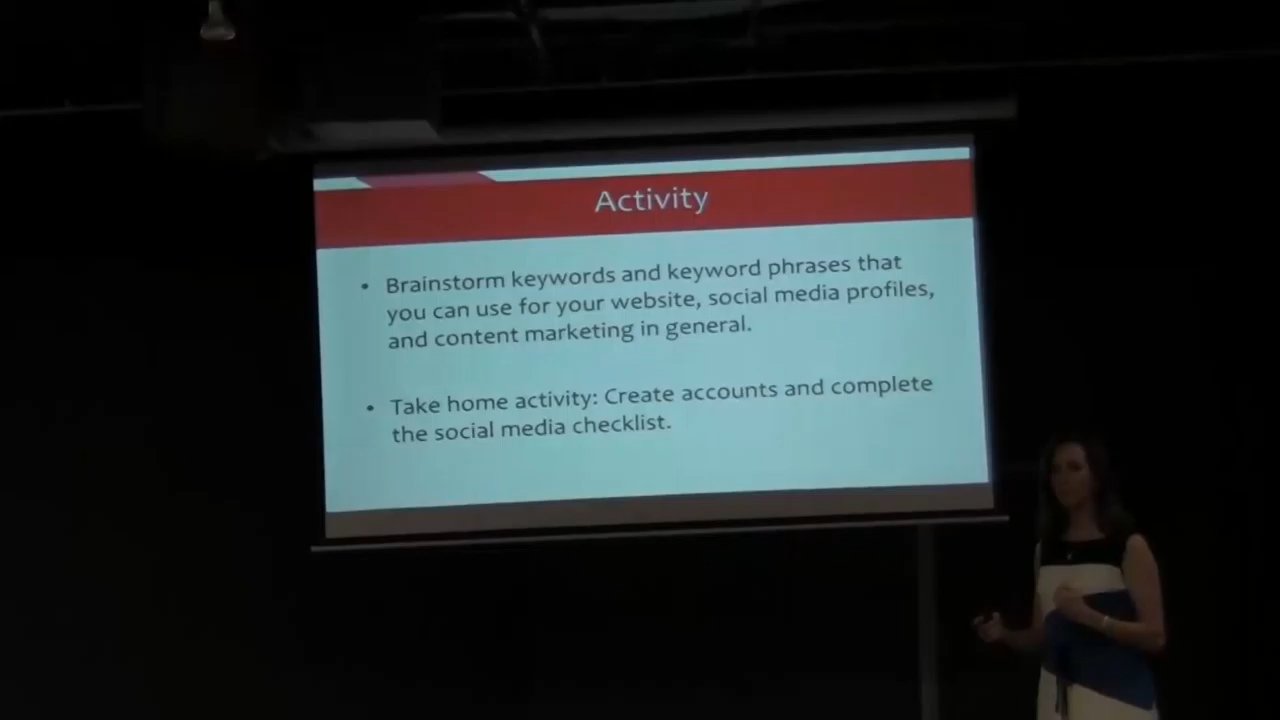 Activity
• Brainstorm keywords and keyword phrases that
you can use for your website, social media profiles,
and content marketing in general.
• Take home activity: Create accounts and complete
the social media checklist.